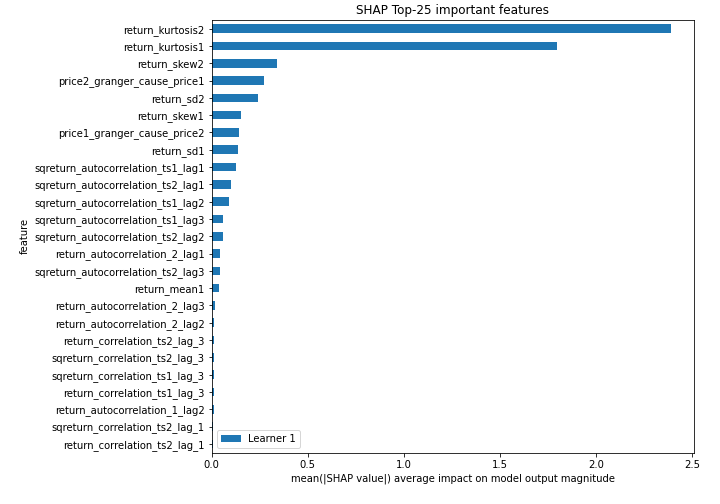 SHAP Top-25 important features
return_kurtosis2
return_kurtosis1
return_skew2
price2_granger_cause_price1
return_sd2
return_skew1
price1_granger_cause_price2
return_sd1
sqreturn_autocorrelation_ts1_lag1
sqreturn_autocorrelation_ts2_lag1
sqreturn_autocorrelation_ts1_lag2
sqreturn_autocorrelation_ts1_lag3
sqreturn_autocorrelation_ts2_lag2
return_autocorrelation_2_lag1
sqreturn_autocorrelation_ts2_lag3
return_mean1
return_autocorrelation_2_lag3
return_autocorrelation_2_lag2
return_correlation_ts2_lag_3
sqreturn_correlation_ts2_lag_3
sqreturn_correlation_ts1_lag_3
return_correlation_ts1_lag_3
return_autocorrelation_1_lag2
sqreturn_correlation_ts2_lag_1
return_correlation_ts2_lag_1
feature
Learner 1
0.0 0.5 1.0 1.5 2.0 2.5
mean(|SHAP value|) average impact on model output magnitude